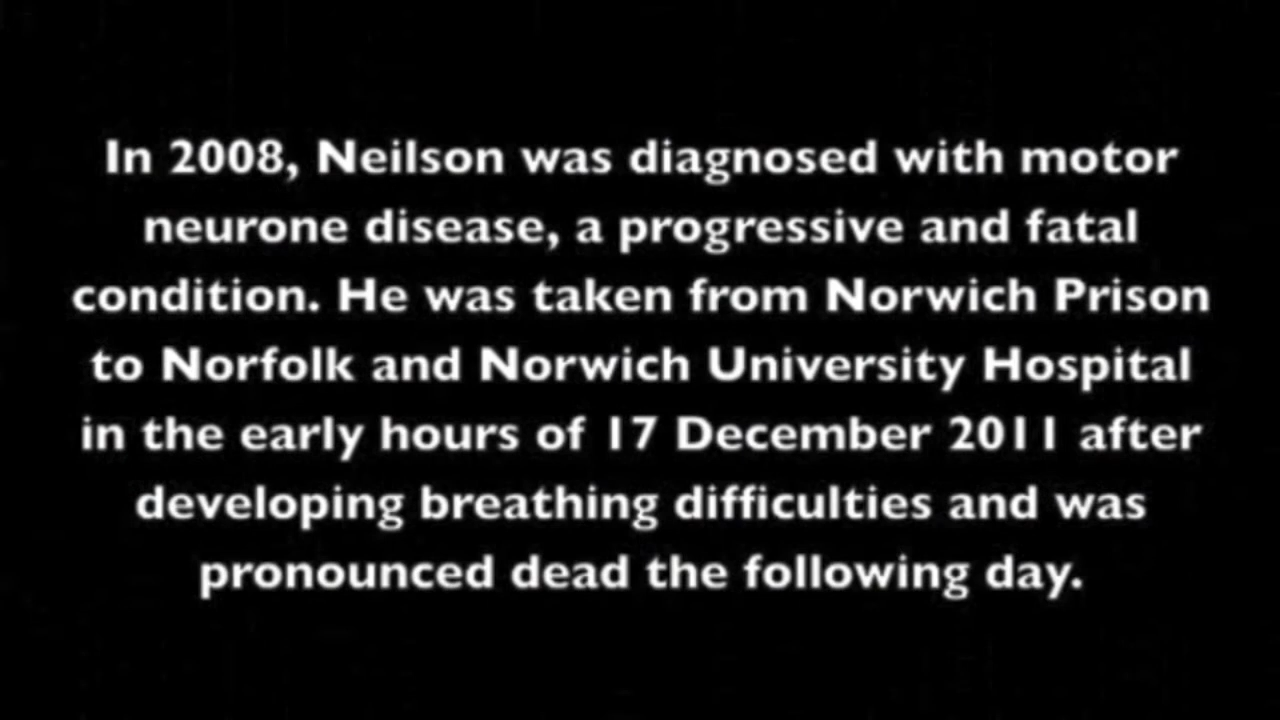 In 2008, Neilson was diagnosed with motor
neurone disease, a progressive and fatal
condition. He was taken from Norwich Prison
to Norfolk and Norwich University Hospital
in the early hours of 17 December 2011 after
developing breathing difficulties and was
pronounced dead the following day.